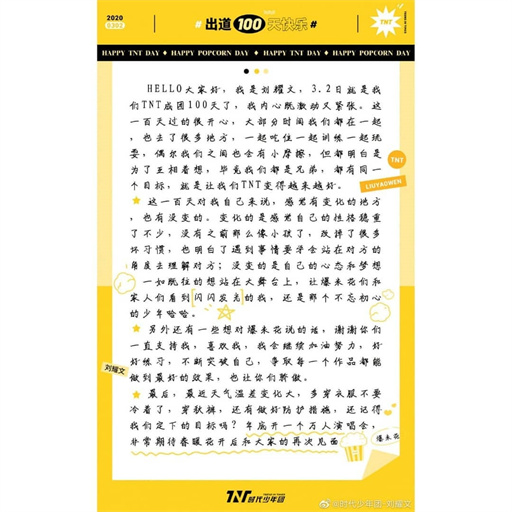 2020
0302
# 出道100天快乐 #
TNT
HAPPY TNT DAY ♦ HAPPY POPCORN DAY ♦ HAPPY TNT DAY ♦ HAPPY POPCORN DAY
HELLO大家好，我是刘耀文，3.2日就是我
们TNT成团100天了，我内心既激动又紧张。这
一百天过的很开心，大部分时间我们都在一起
，也去了很多地方，一起吃住一起训练一起玩
耍，偶尔我们之间也会有小摩擦，但都明白是
为了互相着想，毕竟我们都是兄弟，都有同一
个目标，就是让我们TNT变得越来越好。
TNT
LIUYAOWEN
这一百天对我自己来说，感觉有变化的地方
，也有没变的。变化的是感觉自己的性格稳重
了不少，没有之前那么像小孩了，改掉了很多
坏习惯，也明白了遇到事情要学会站在对方的
角度去理解对方；没变的是自己的心态和梦想
，一如既往的想站在大舞台上，让爆米花们和
家人们看到[闪闪发光]的我，还是那个不忘初心
的少年哈哈。
另外还有一些想对爆米花说的话，谢谢你们
一直支持我，喜欢我，我会继续加油努力，好
好练习，不断突破自己，争取每一个作品都能
做到最好的效果，也让你们骄傲。
刘耀文
最后，最近天气温差变化大，多穿衣服不要
冷着了，穿秋裤，还有做好防护措施，还记得
我们定下的目标吗？年底开一个万人演唱会，
非常期待春暖花开后和大家的再次见面
爆米花
TNT时代少年团
@时代少年团-刘耀文